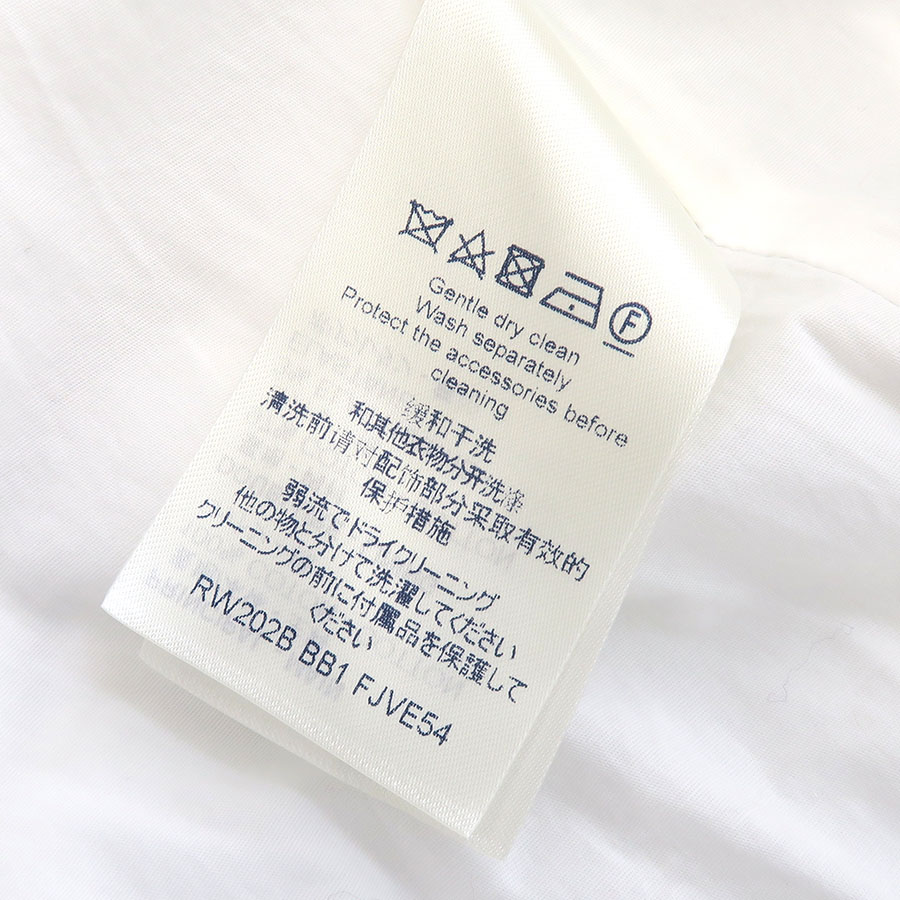 F
Gentle dry clean
Wash separately
Protect the accessories before
cleaning
缓和干洗
和其他衣物分开洗涤
清洗前请对配饰部分采取有效的
保护措施
弱流でドライクリーニング
他の物と分けて洗濯してください
クリーニングの前に付属品を保護して
ください
RW202B BB1 FJVE54